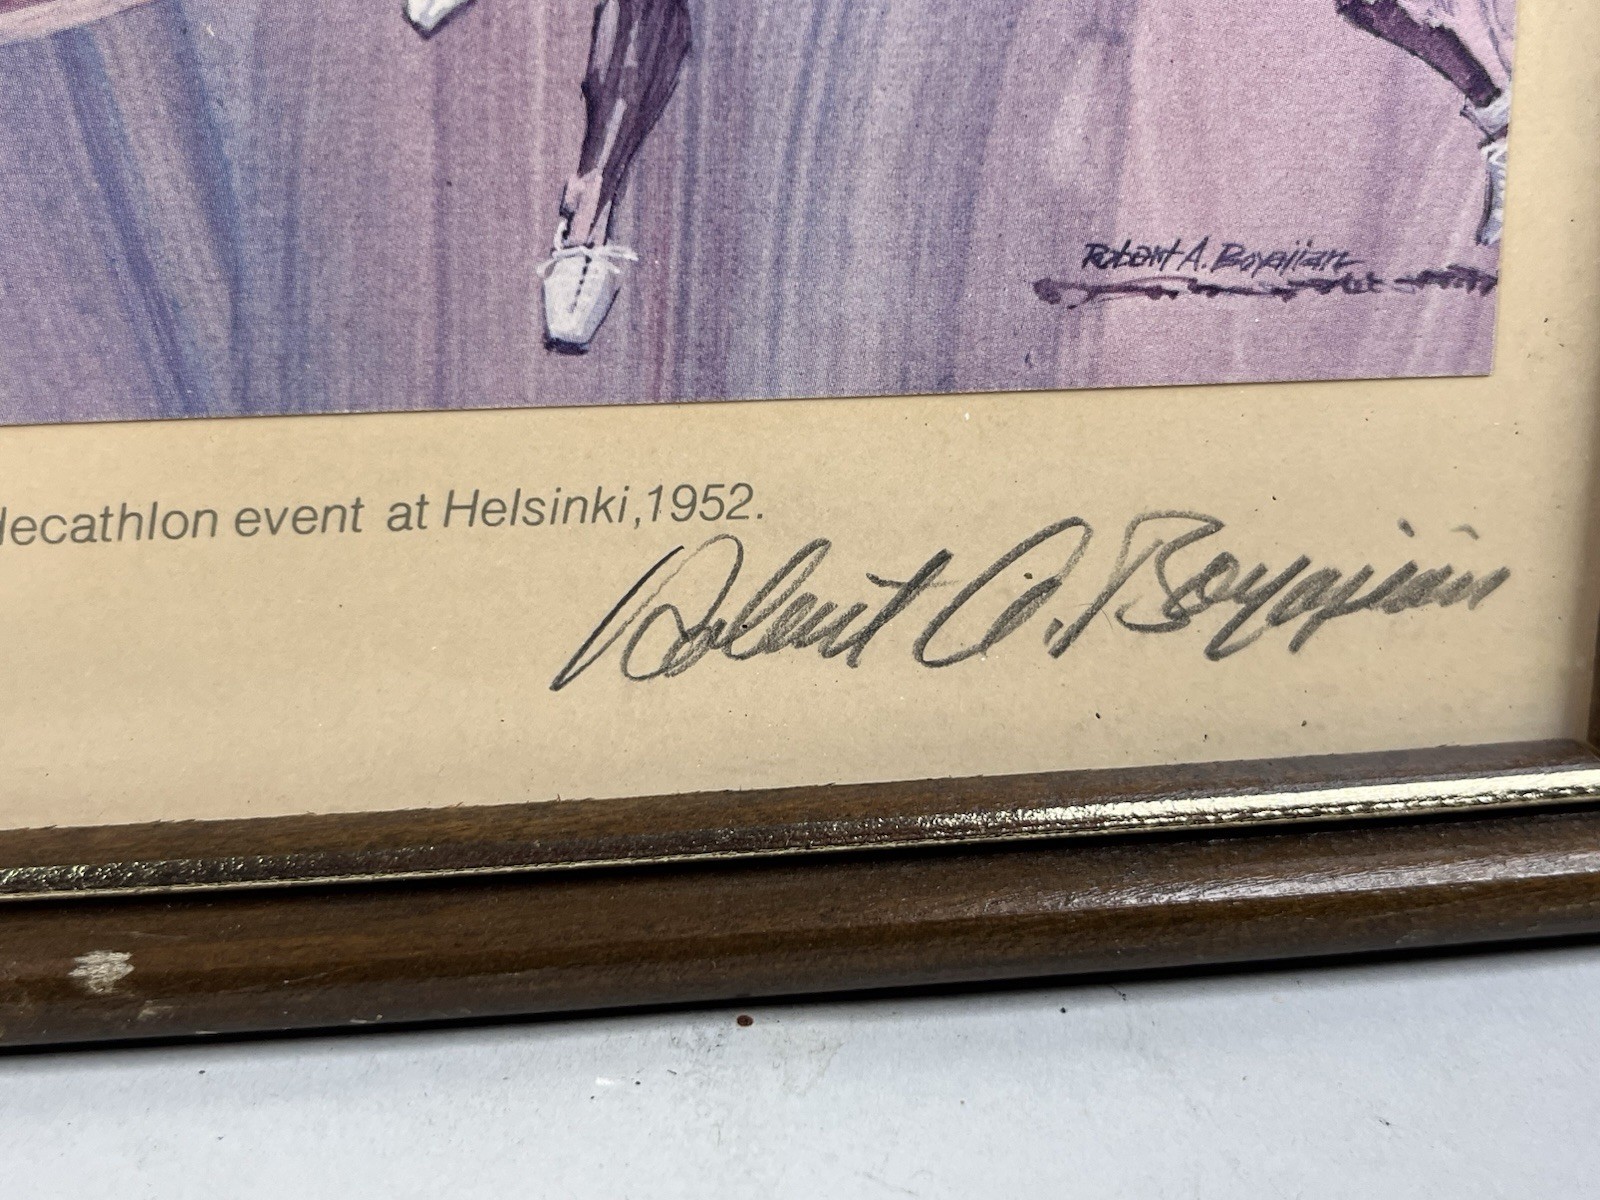 Robert A. Boyajian
decathlon event at Helsinki,1952.
Robert A. Boyajian